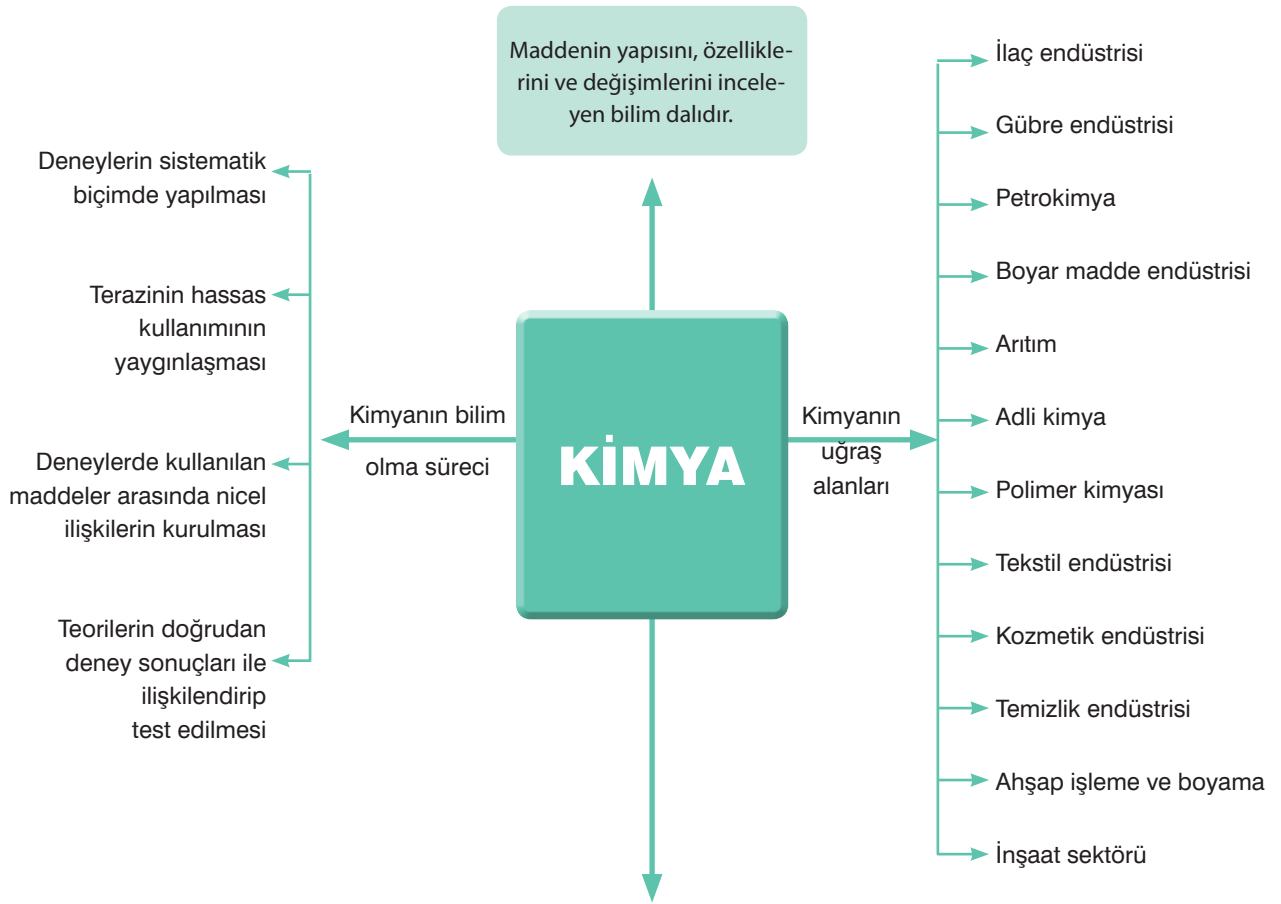 Maddenin yapısını, özellikle-
rini ve değişimlerini incele-
yen bilim dalıdır.
Deneylerin sistematik
biçimde yapılması
Terazinin hassas
kullanımının
yaygınlaşması
Deneylerde kullanılan
maddeler arasında nicel
ilişkilerin kurulması
Teorilerin doğrudan
deney sonuçları ile
ilişkilendirip
test edilmesi
Kimyanın bilim
olma süreci
KİMYA
Kimyanın
uğraş
alanları
İlaç endüstrisi
Gübre endüstrisi
Petrokimya
Boyar madde endüstrisi
Arıtım
Adli kimya
Polimer kimyası
Tekstil endüstrisi
Kozmetik endüstrisi
Temizlik endüstrisi
Ahşap işleme ve boyama
İnşaat sektörü